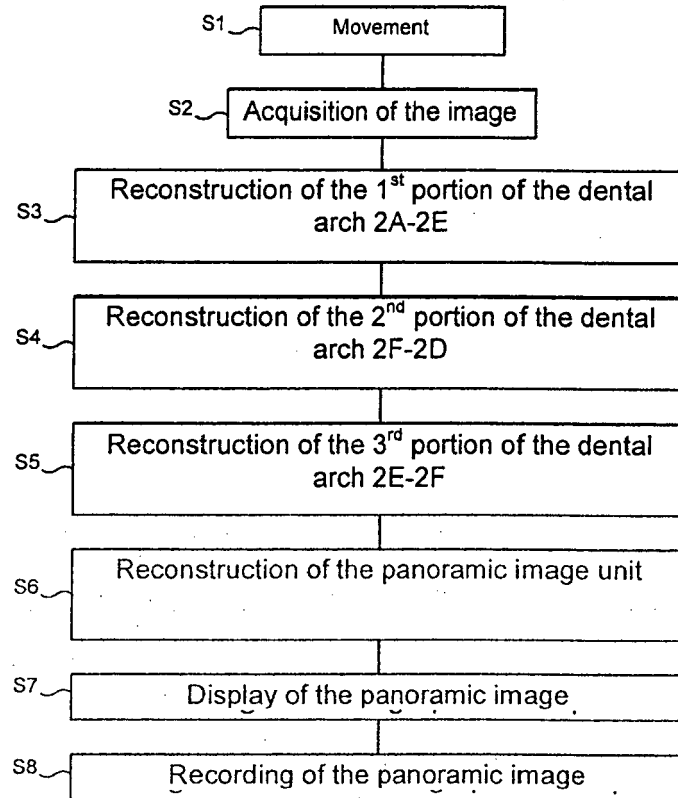 S1 Movement
S2 Acquisition of the image
S3 Reconstruction of the 1st portion of the dental
arch 2A-2E
S4 Reconstruction of the 2nd portion of the dental
arch 2F-2D
S5 Reconstruction of the 3rd portion of the dental
arch 2E-2F
S6 Reconstruction of the panoramic image unit
S7 Display of the panoramic image
S8 Recording of the panoramic image